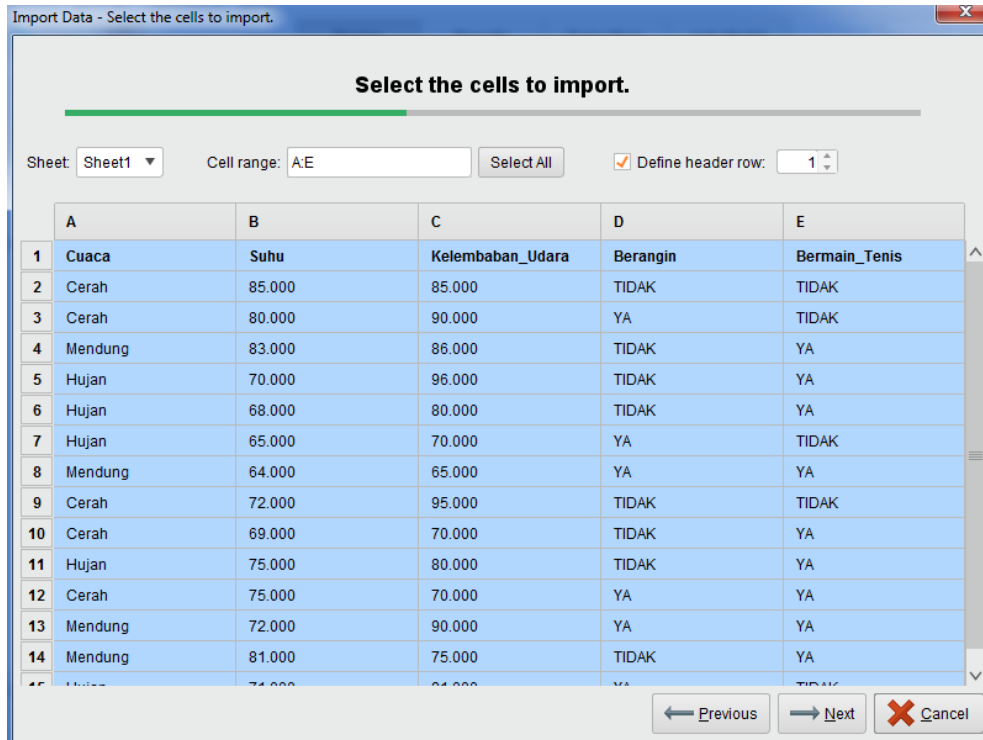 Import Data - Select the cells to import.
Select the cells to import.
Sheet: Sheet1 Cell range: A:E Select All Define header row: 1
A B C D E
1 Cuaca Suhu Kelembaban_Udara Berangin Bermain_Tenis
2 Cerah 85.000 85.000 TIDAK TIDAK
3 Cerah 80.000 90.000 YA TIDAK
4 Mendung 83.000 86.000 TIDAK YA
5 Hujan 70.000 96.000 TIDAK YA
6 Hujan 68.000 80.000 TIDAK YA
7 Hujan 65.000 70.000 YA TIDAK
8 Mendung 64.000 65.000 YA YA
9 Cerah 72.000 95.000 TIDAK TIDAK
10 Cerah 69.000 70.000 TIDAK YA
11 Hujan 75.000 80.000 TIDAK YA
12 Cerah 75.000 70.000 YA YA
13 Mendung 72.000 90.000 YA YA
14 Mendung 81.000 75.000 TIDAK YA
Previous Next Cancel